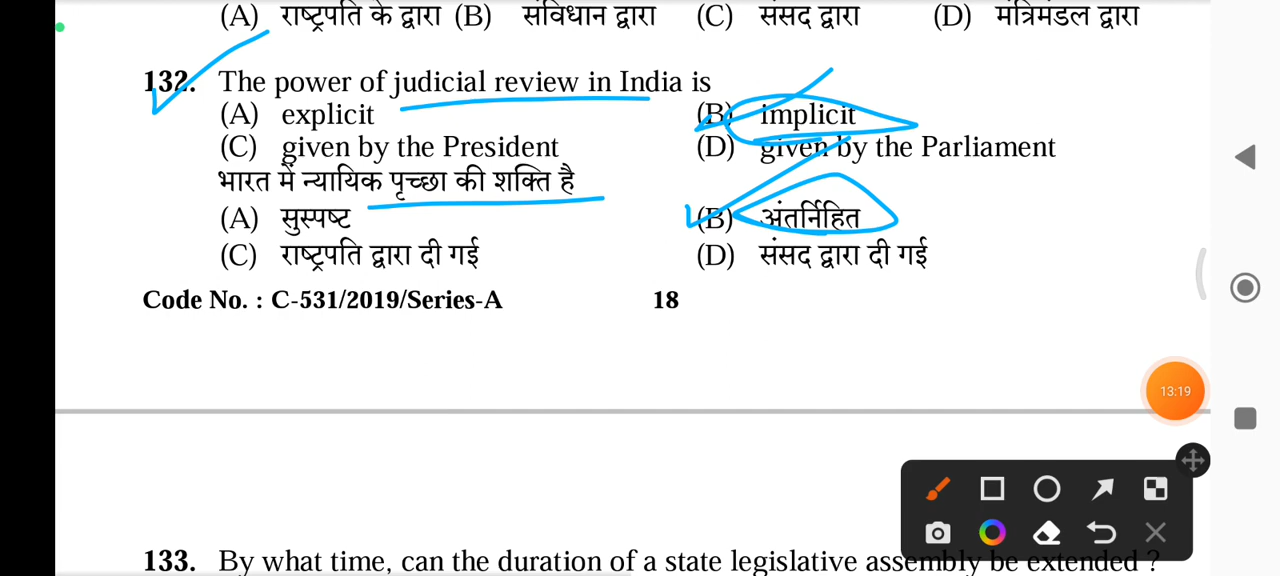 (A) राष्ट्रपति के द्वारा (B) संविधान द्वारा (C) संसद द्वारा (D) मंत्रिमंडल द्वारा
132. The power of judicial review in India is
(A) explicit (B) implicit
(C) given by the President (D) given by the Parliament
भारत में न्यायिक पृच्छा की शक्ति है
(A) सुस्पष्ट (B) अंतर्निहित
(C) राष्ट्रपति द्वारा दी गई (D) संसद द्वारा दी गई
Code No. : C-531/2019/Series-A 18
13:19
133. By what time, can the duration of a state legislative assembly be extended ?